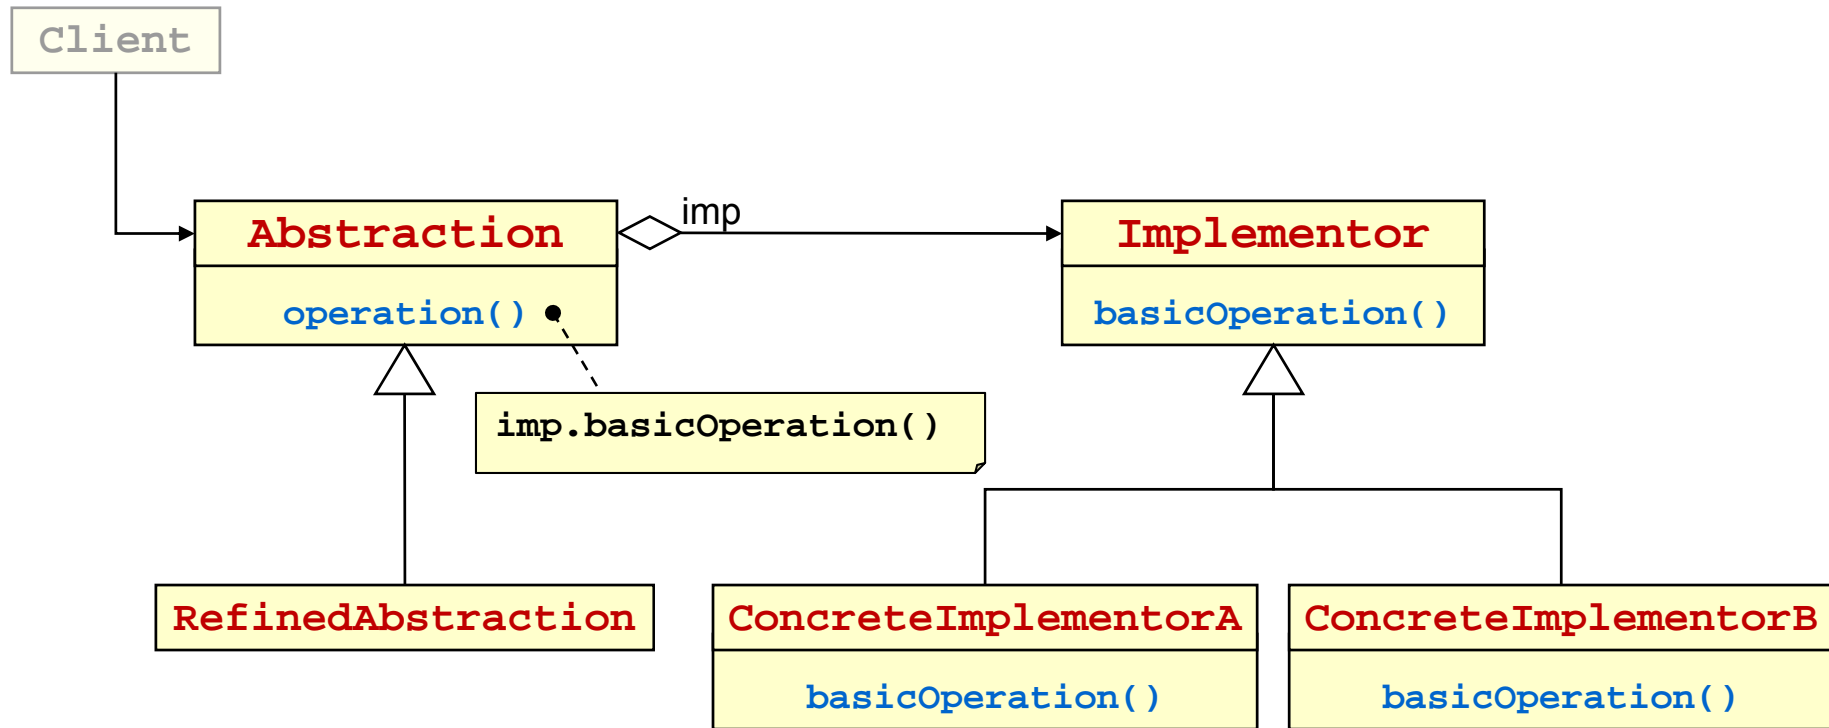 Client
Abstraction
imp
Implementor
operation()
basicOperation()
imp.basicOperation()
RefinedAbstraction
ConcreteImplementorA
ConcreteImplementorB
basicOperation()
basicOperation()